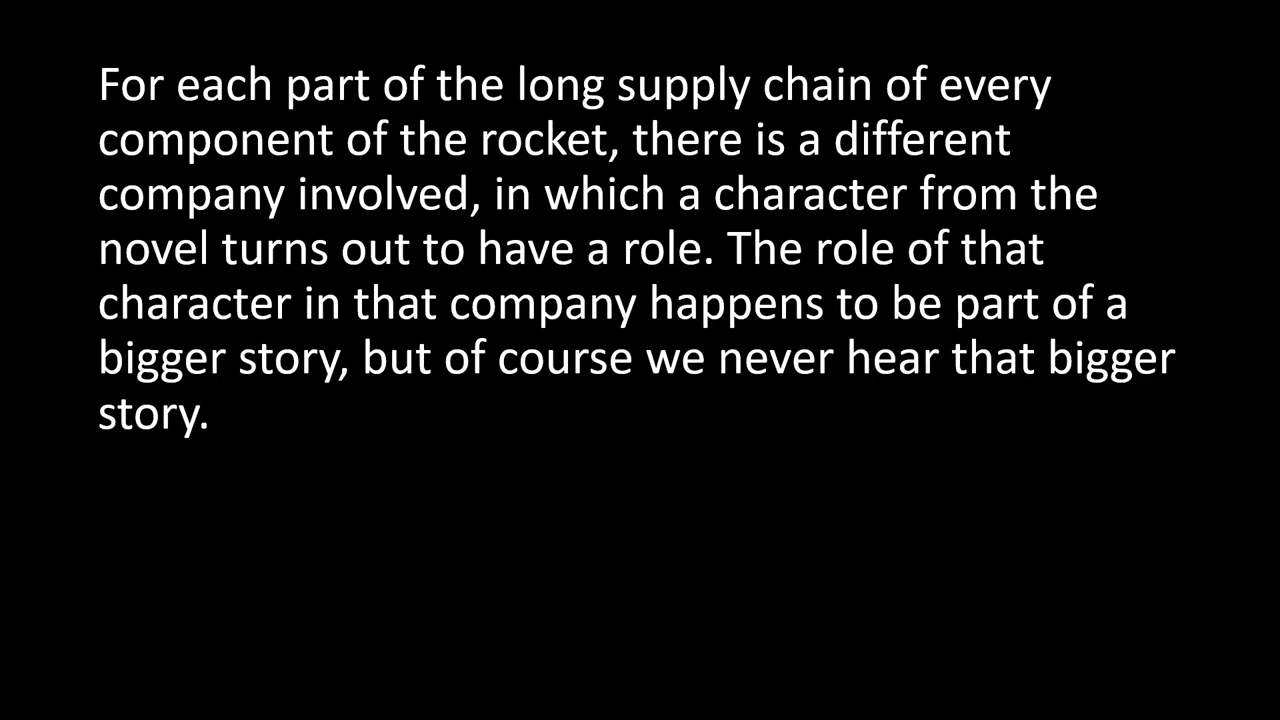 For each part of the long supply chain of every
component of the rocket, there is a different
company involved, in which a character from the
novel turns out to have a role. The role of that
character in that company happens to be part of a
bigger story, but of course we never hear that bigger
story.